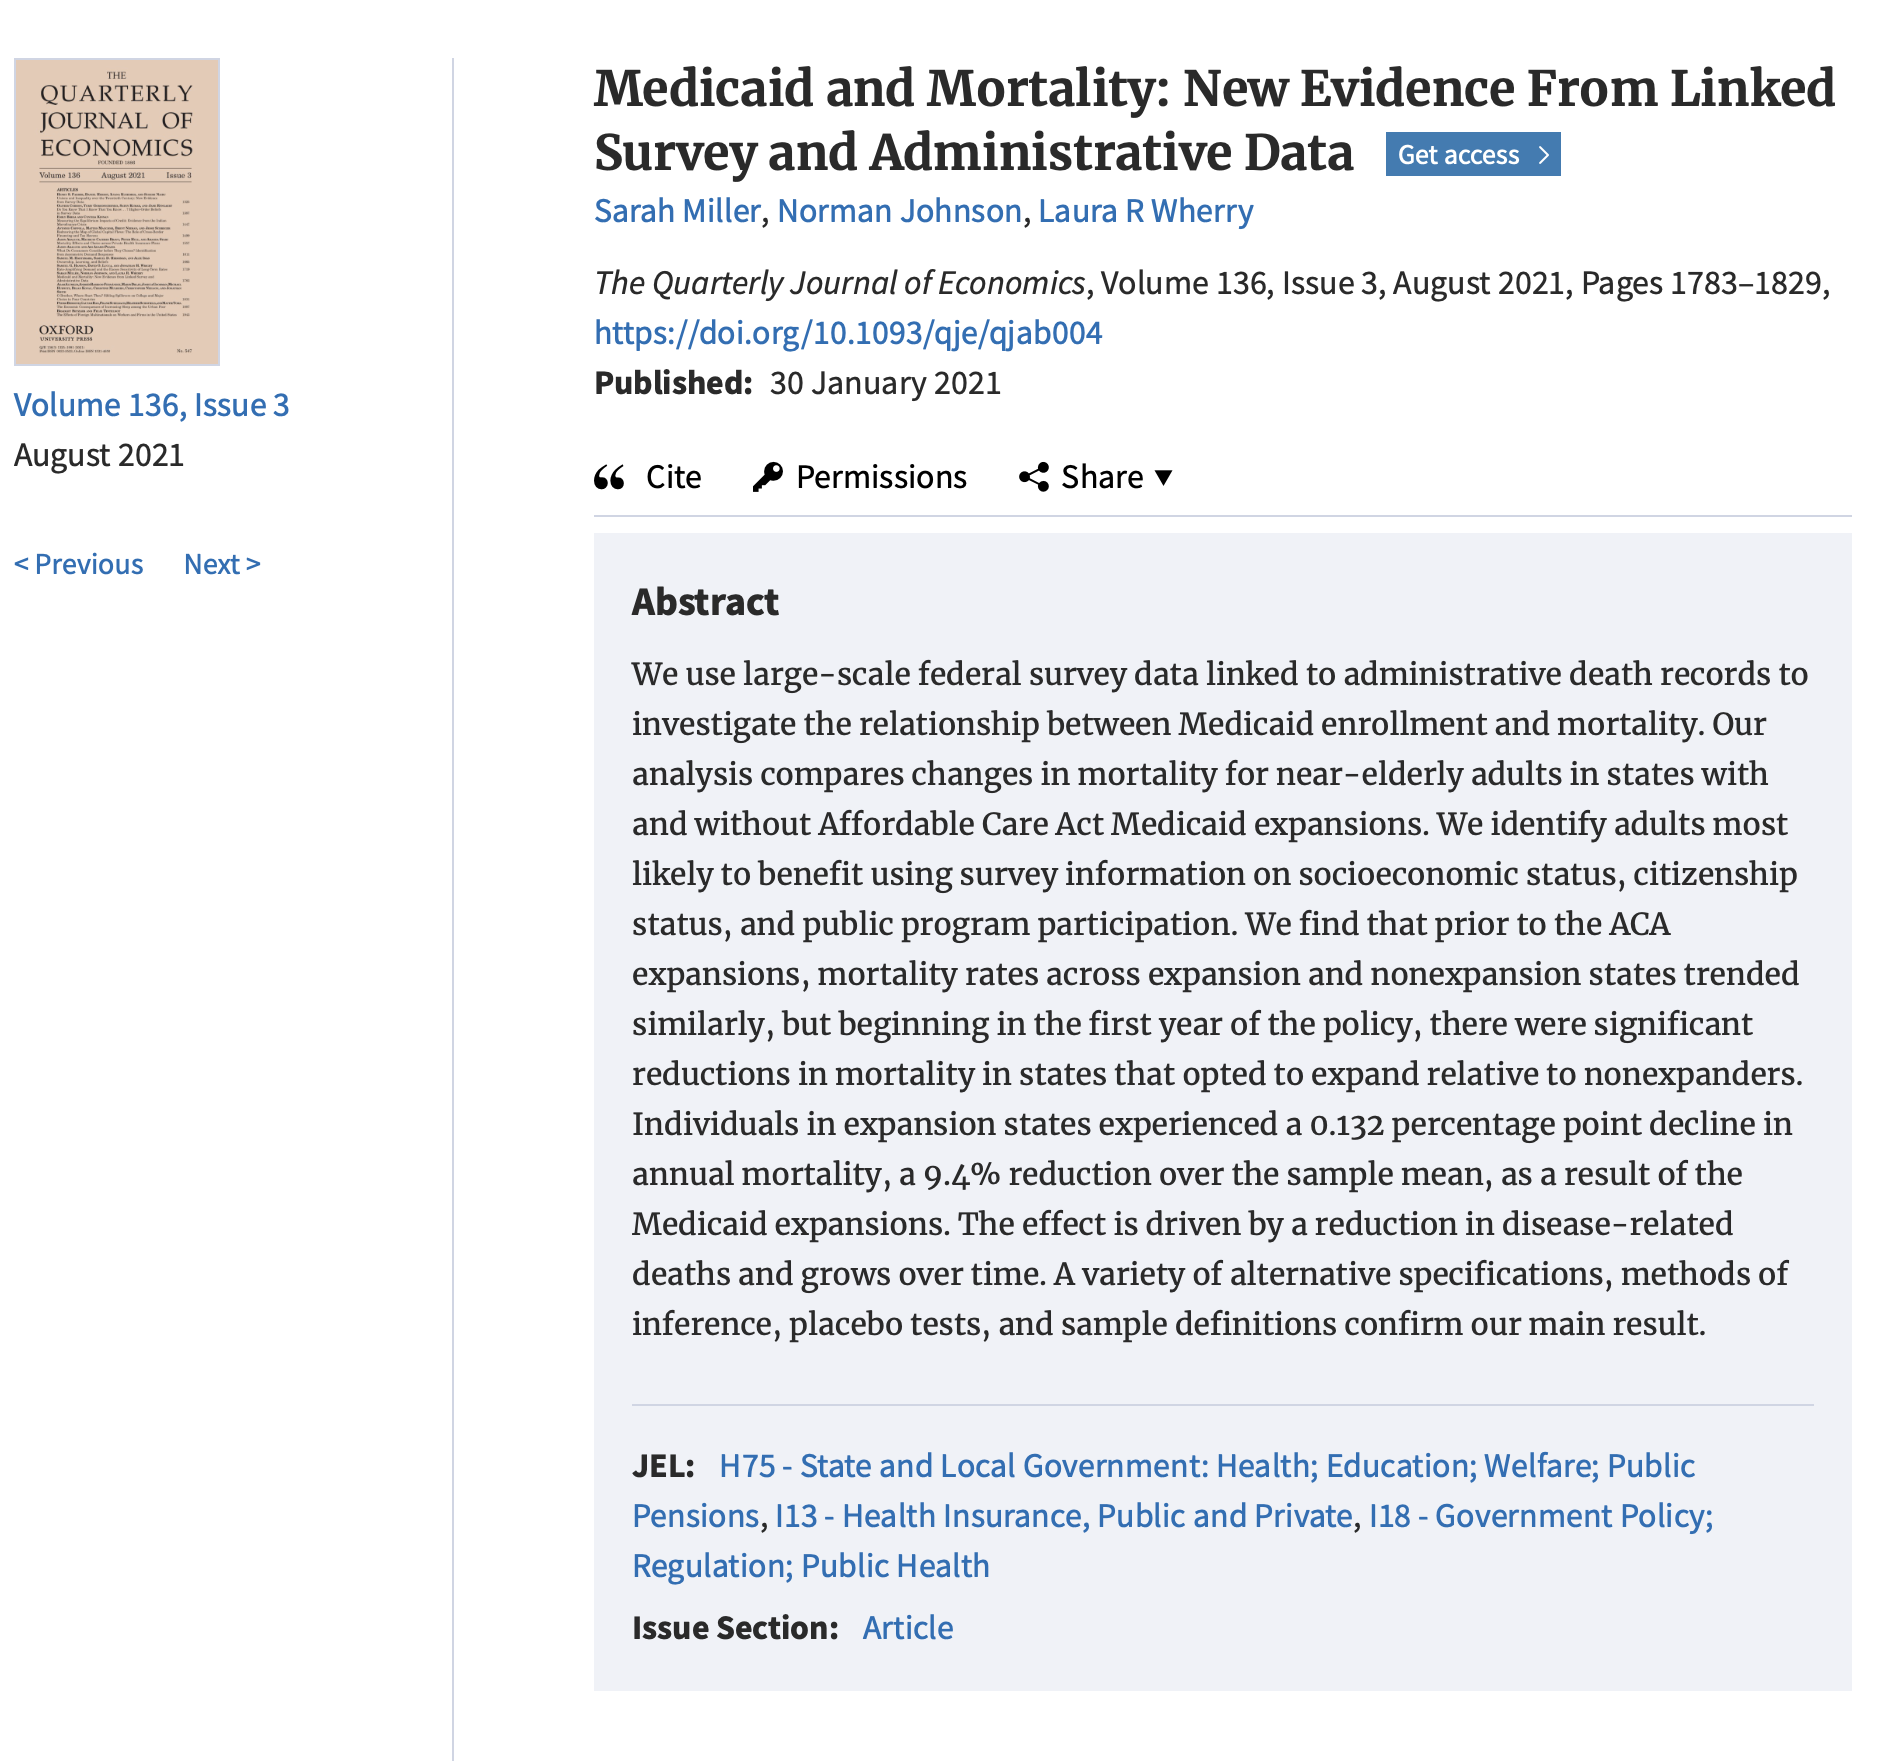 THE
QUARTERLY
JOURNAL OF
ECONOMICS
FOUNDED 1886
Volume 136 August 2021 Issue 3
ARTICLES
OXFORD
UNIVERSITY PRESS
Volume 136, Issue 3
August 2021
< Previous Next >
Medicaid and Mortality: New Evidence From Linked
Survey and Administrative Data Get access >
Sarah Miller, Norman Johnson, Laura R Wherry
The Quarterly Journal of Economics, Volume 136, Issue 3, August 2021, Pages 1783–1829,
https://doi.org/10.1093/qje/qjab004
Published: 30 January 2021
Cite Permissions Share ▼
Abstract
We use large-scale federal survey data linked to administrative death records to
investigate the relationship between Medicaid enrollment and mortality. Our
analysis compares changes in mortality for near-elderly adults in states with
and without Affordable Care Act Medicaid expansions. We identify adults most
likely to benefit using survey information on socioeconomic status, citizenship
status, and public program participation. We find that prior to the ACA
expansions, mortality rates across expansion and nonexpansion states trended
similarly, but beginning in the first year of the policy, there were significant
reductions in mortality in states that opted to expand relative to nonexpanders.
Individuals in expansion states experienced a 0.132 percentage point decline in
annual mortality, a 9.4% reduction over the sample mean, as a result of the
Medicaid expansions. The effect is driven by a reduction in disease-related
deaths and grows over time. A variety of alternative specifications, methods of
inference, placebo tests, and sample definitions confirm our main result.
JEL: H75 - State and Local Government: Health; Education; Welfare; Public
Pensions, I13 - Health Insurance, Public and Private, I18 - Government Policy;
Regulation; Public Health
Issue Section: Article